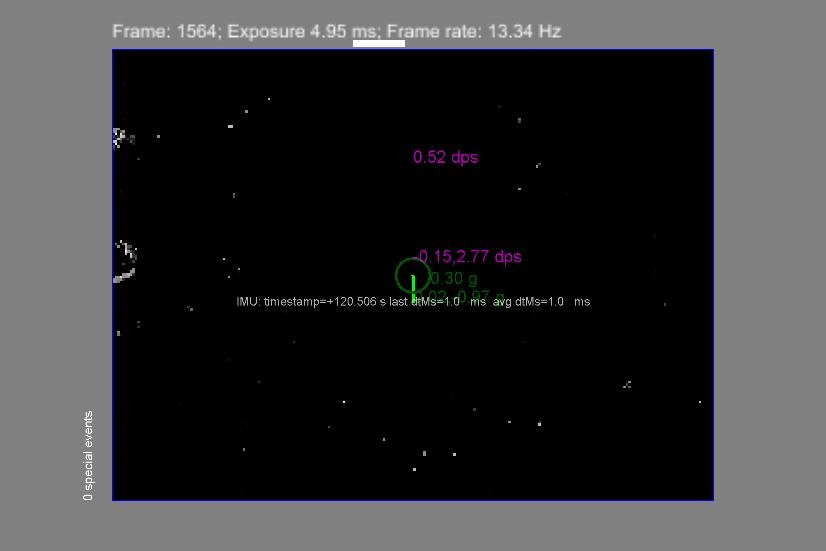 Frame: 1564; Exposure 4.95 ms; Frame rate: 13.34 Hz
0.52 dps
-0.15,2.77 dps
0.30 g
IMU: timestamp=+120.506 s last dtMs=1.0 ms avg dtMs=1.0 ms
0 special events